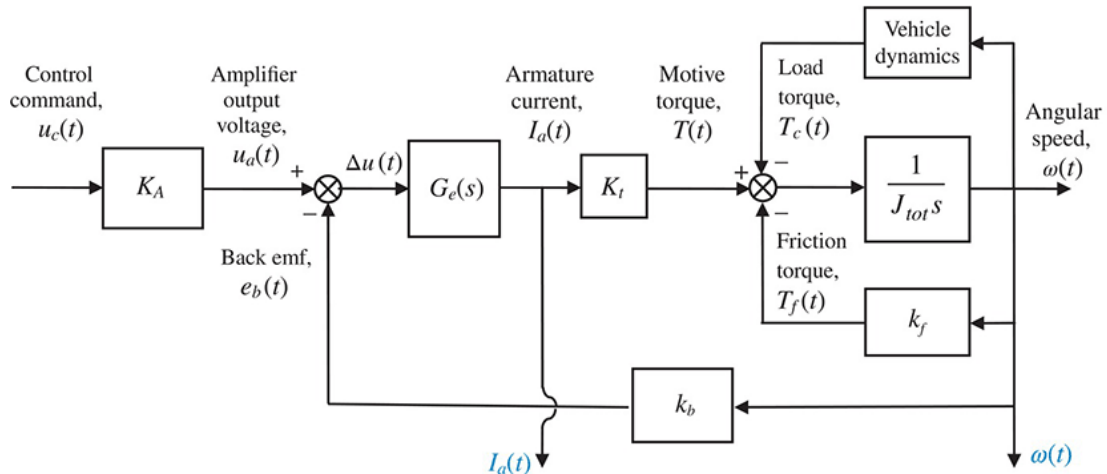 Control
command,
u_c(t)
K_A
Amplifier
output
voltage,
u_a(t)
+
−
Δu(t)
Back emf,
e_b(t)
G_e(s)
Armature
current,
I_a(t)
K_t
Motive
torque,
T(t)
+
−
−
Load
torque,
T_c(t)
Friction
torque,
T_f(t)
Vehicle
dynamics
1
J_tot s
k_f
k_b
Angular
speed,
ω(t)
I_a(t)
ω(t)